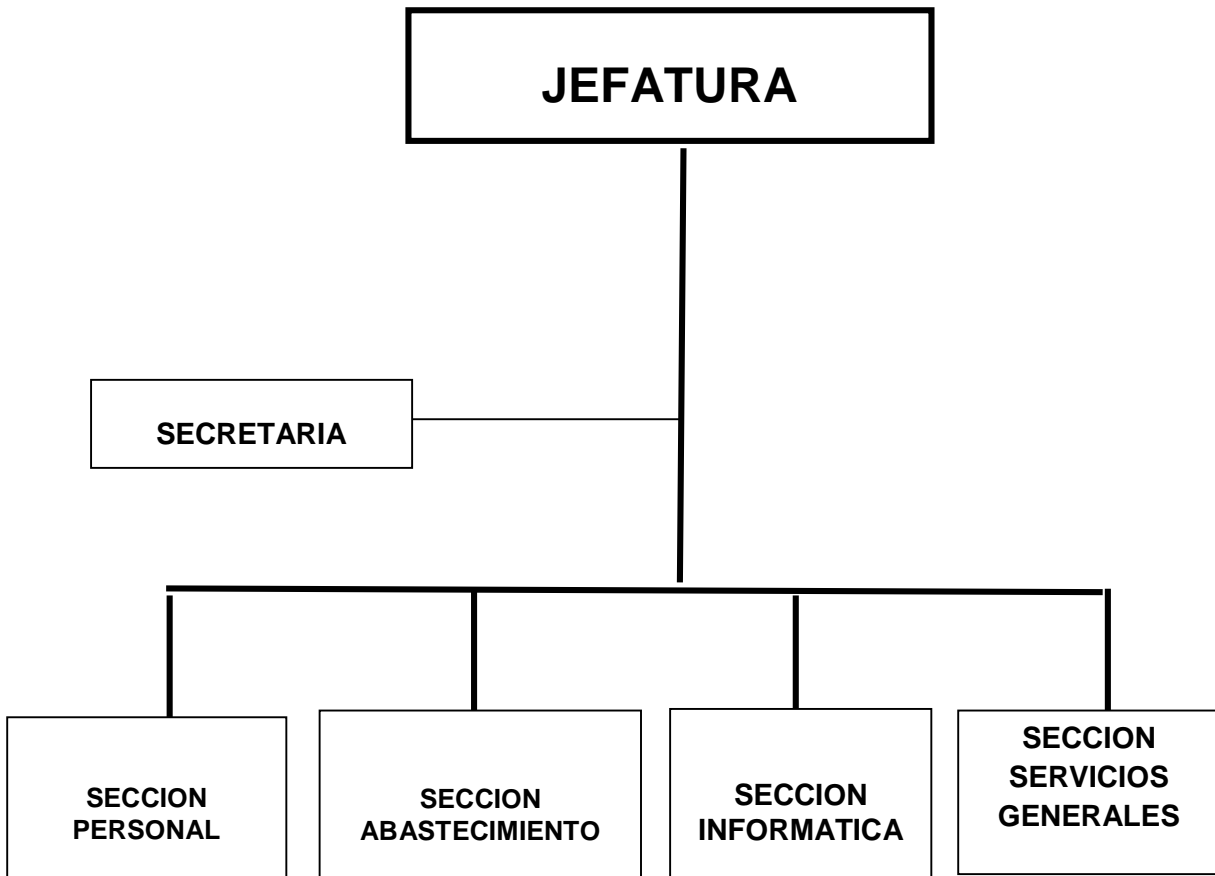 JEFATURA
SECRETARIA
SECCION
PERSONAL
SECCION
ABASTECIMIENTO
SECCION
INFORMATICA
SECCION
SERVICIOS
GENERALES